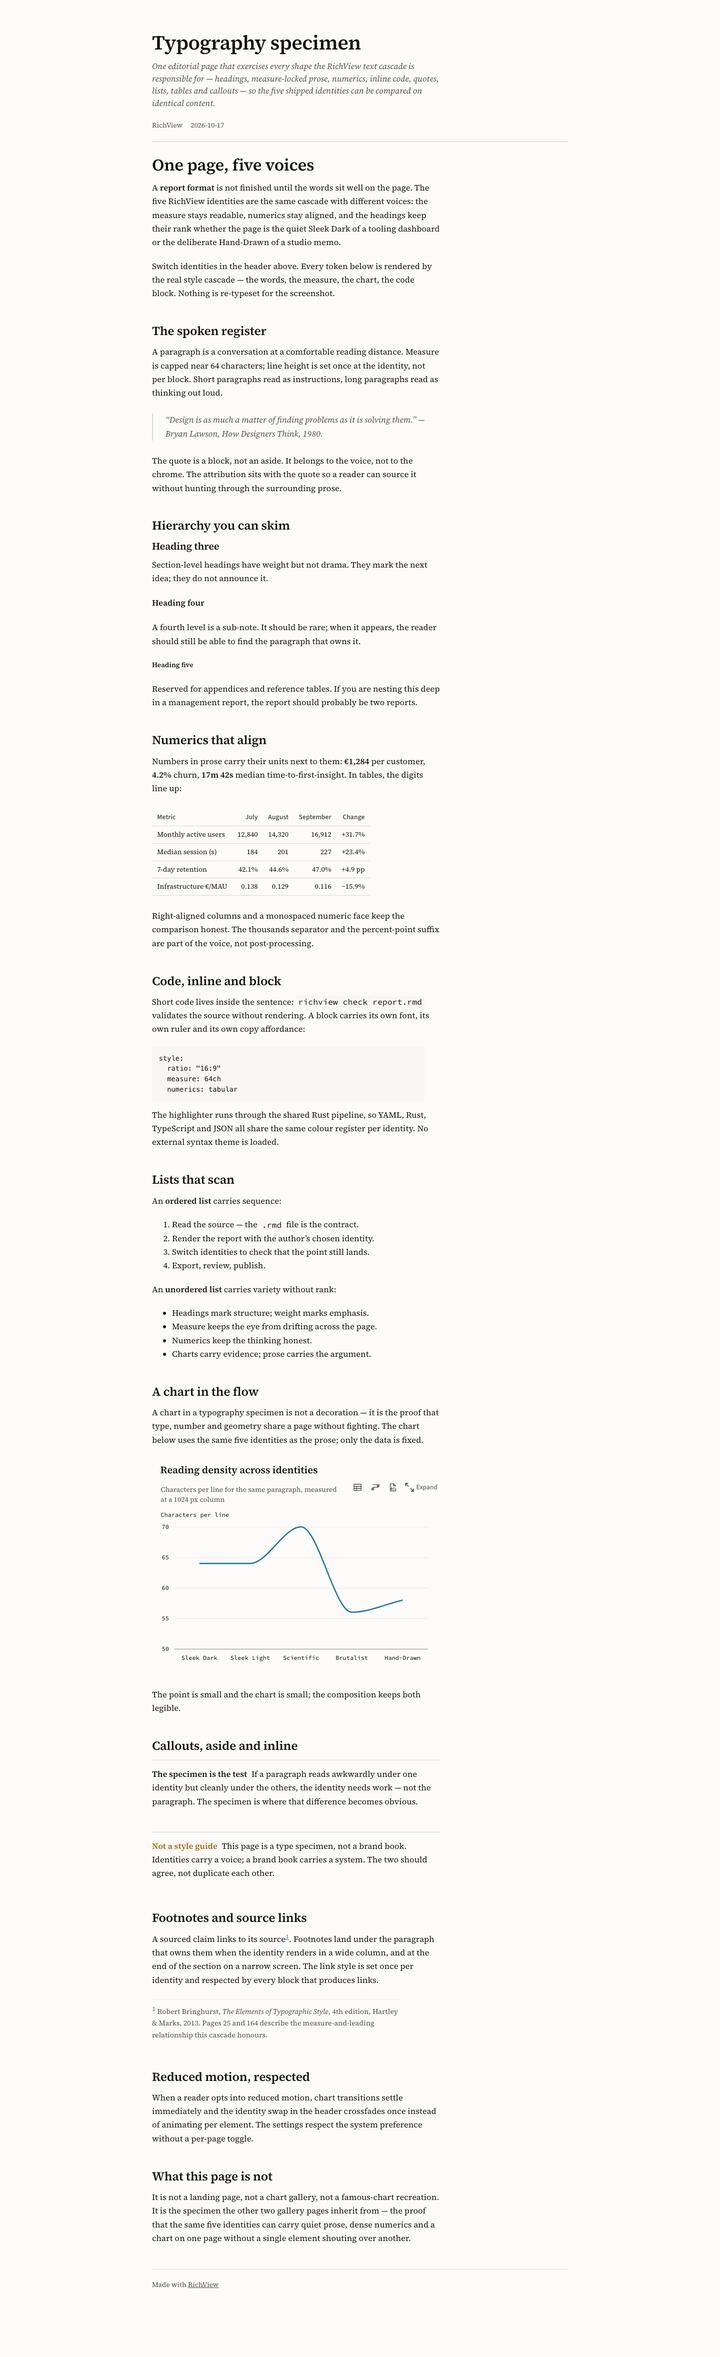 Typography specimen
One editorial page that exercises every shape the RichView text cascade is
responsible for — headings, measure-locked prose, numerics, inline code, quotes,
lists, tables and callouts — so the five shipped identities can be compared on
identical content.
RichView 2026-10-17
One page, five voices
A report format is not finished until the words sit well on the page. The
five RichView identities are the same cascade with different voices: the
measure stays readable, numerics stay aligned, and the headings keep
their rank whether the page is the quiet Sleek Dark of a tooling dashboard
or the deliberate Hand-Drawn of a studio memo.
Switch identities in the header above. Every token below is rendered by
the real style cascade — the words, the measure, the chart, the code
block. Nothing is re-typeset for the screenshot.
The spoken register
A paragraph is a conversation at a comfortable reading distance. Measure
is capped near 64 characters; line height is set once at the identity, not
per block. Short paragraphs read as instructions, long paragraphs read as
thinking out loud.
“Design is as much a matter of finding problems as it is solving them.” —
Bryan Lawson, How Designers Think, 1980.
The quote is a block, not an aside. It belongs to the voice, not to the
chrome. The attribution sits with the quote so a reader can source it
without hunting through the surrounding prose.
Hierarchy you can skim
Heading three
Section-level headings have weight but not drama. They mark the next
idea; they do not announce it.
Heading four
A fourth level is a sub-note. It should be rare; when it appears, the reader
should still be able to find the paragraph that owns it.
Heading five
Reserved for appendices and reference tables. If you are nesting this deep
in a management report, the report should probably be two reports.
Numerics that align
Numbers in prose carry their units next to them: €1,284 per customer,
4.2% churn, 17m 42s median time-to-first-insight. In tables, the digits
line up:
Metric July August September Change
Monthly active users 12,840 14,320 16,912 +31.7%
Median session (s) 184 201 227 +23.4%
7-day retention 42.1% 44.6% 47.0% +4.9 pp
Infrastructure €/MAU 0.138 0.129 0.116 −15.9%
Right-aligned columns and a monospaced numeric face keep the
comparison honest. The thousands separator and the percent-point suffix
are part of the voice, not post-processing.
Code, inline and block
Short code lives inside the sentence: richview check report.rmd
validates the source without rendering. A block carries its own font, its
own ruler and its own copy affordance:
style:
  ratio: "16:9"
  measure: 64ch
  numerics: tabular
The highlighter runs through the shared Rust pipeline, so YAML, Rust,
TypeScript and JSON all share the same colour register per identity. No
external syntax theme is loaded.
Lists that scan
An ordered list carries sequence:
1. Read the source — the .rmd file is the contract.
2. Render the report with the author’s chosen identity.
3. Switch identities to check that the point still lands.
4. Export, review, publish.
An unordered list carries variety without rank:
• Headings mark structure; weight marks emphasis.
• Measure keeps the eye from drifting across the page.
• Numerics keep the thinking honest.
• Charts carry evidence; prose carries the argument.
A chart in the flow
A chart in a typography specimen is not a decoration — it is the proof that
type, number and geometry share a page without fighting. The chart
below uses the same five identities as the prose; only the data is fixed.
Reading density across identities
Characters per line for the same paragraph, measured
at a 1024 px column
Expand
Characters per line
70
65
60
55
50
Sleek Dark Sleek Light Scientific Brutalist Hand-Drawn
The point is small and the chart is small; the composition keeps both
legible.
Callouts, aside and inline
The specimen is the test If a paragraph reads awkwardly under one
identity but cleanly under the others, the identity needs work — not the
paragraph. The specimen is where that difference becomes obvious.
Not a style guide This page is a type specimen, not a brand book.
Identities carry a voice; a brand book carries a system. The two should
agree, not duplicate each other.
Footnotes and source links
A sourced claim links to its source1. Footnotes land under the paragraph
that owns them when the identity renders in a wide column, and at the
end of the section on a narrow screen. The link style is set once per
identity and respected by every block that produces links.
1 Robert Bringhurst, The Elements of Typographic Style, 4th edition, Hartley
& Marks, 2013. Pages 25 and 164 describe the measure-and-leading
relationship this cascade honours.
Reduced motion, respected
When a reader opts into reduced motion, chart transitions settle
immediately and the identity swap in the header crossfades once instead
of animating per element. The settings respect the system preference
without a per-page toggle.
What this page is not
It is not a landing page, not a chart gallery, not a famous-chart recreation.
It is the specimen the other two gallery pages inherit from — the proof
that the same five identities can carry quiet prose, dense numerics and a
chart on one page without a single element shouting over another.
Made with RichView